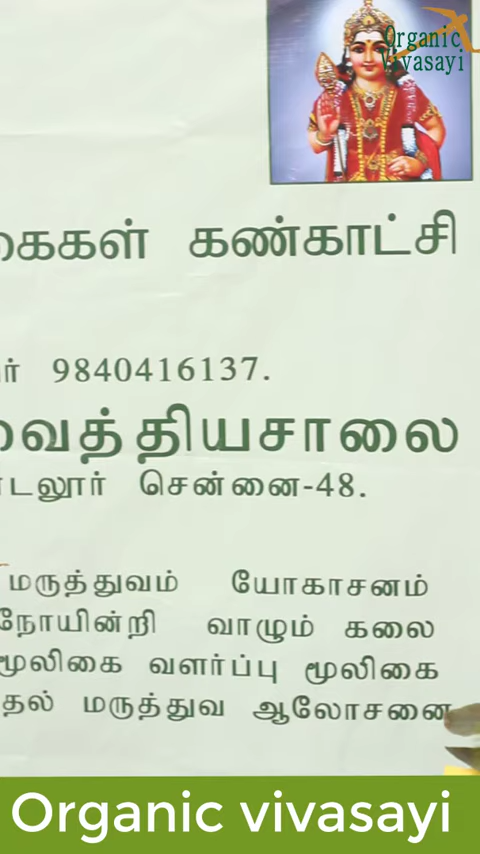 Organic
Vivasayi
கைகள் கண்காட்சி
ர் 9840416137.
வைத்தியசாலை
டலூர் சென்னை-48.
மருத்துவம் யோகாசனம்
நோயின்றி வாழும் கலை
மூலிகை வளர்ப்பு மூலிகை
தல் மருத்துவ ஆலோசனை
Organic vivasayi